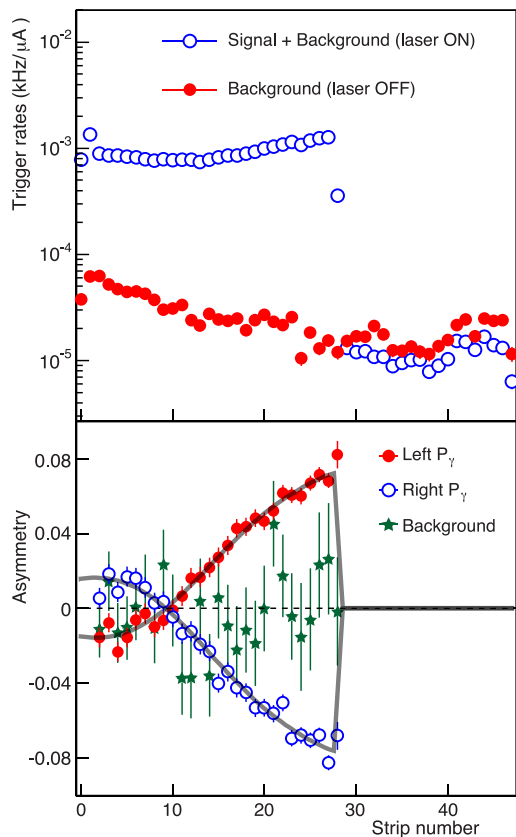 Trigger rates (kHz/μA)
10⁻²
10⁻³
10⁻⁴
10⁻⁵
Signal + Background (laser ON)
Background (laser OFF)
Asymmetry
0.08
0.04
0
-0.04
-0.08
Left Pγ
Right Pγ
Background
0 10 20 30 40
Strip number